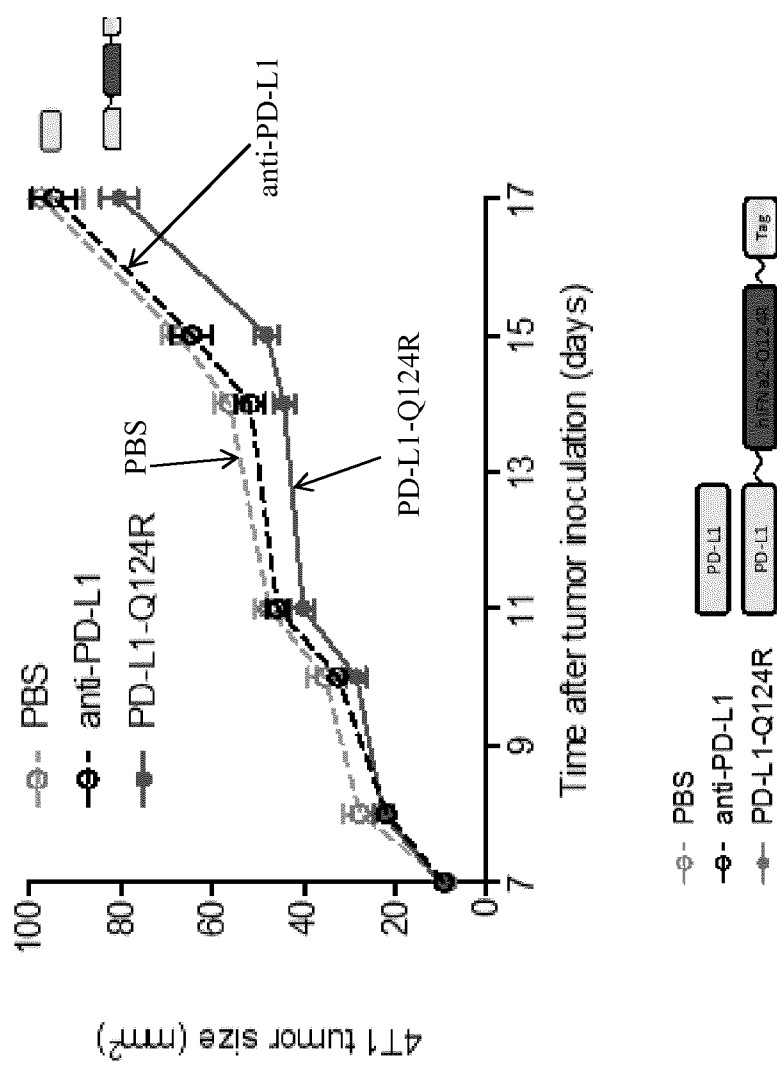 PBS
anti-PD-L1
PD-L1-Q124R
100
80
60
40
20
0
4T1 tumor size (mm²)
PBS
anti-PD-L1
PD-L1-Q124R
7
9
11
13
15
17
Time after tumor inoculation (days)
PBS
anti-PD-L1
PD-L1-Q124R
PD-L1
PD-L1
hIFNa2-Q124R
Tag